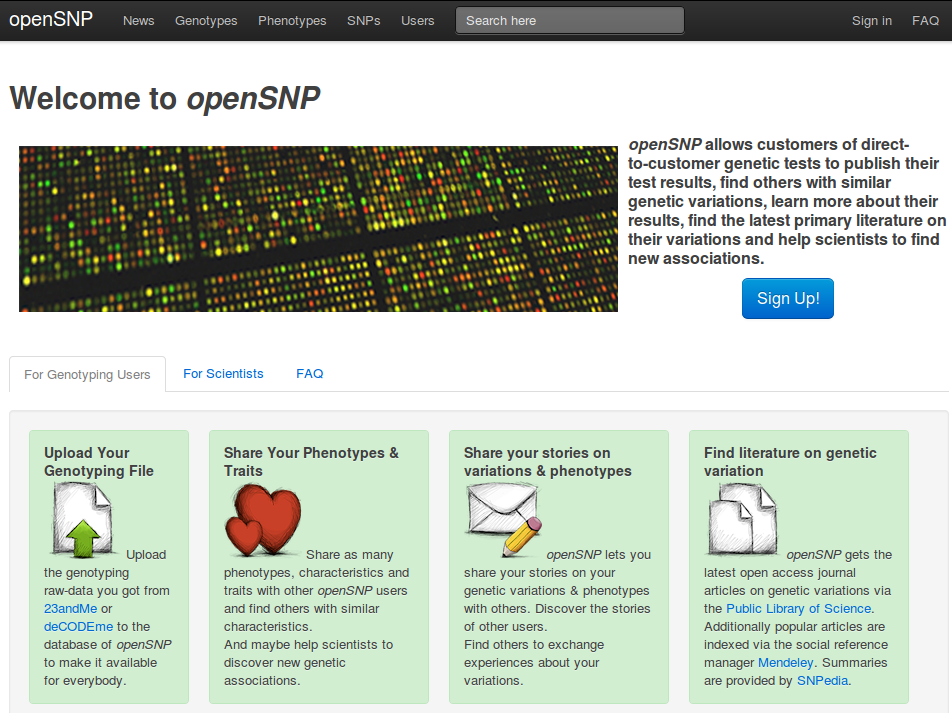 openSNP News Genotypes Phenotypes SNPs Users Search here Sign in FAQ
Welcome to openSNP
openSNP allows customers of direct-
to-customer genetic tests to publish their
test results, find others with similar
genetic variations, learn more about their
results, find the latest primary literature on
their variations and help scientists to find
new associations.
Sign Up!
For Genotyping Users For Scientists FAQ
Upload Your
Genotyping File
Upload
the genotyping
raw-data you got from
23andMe or
deCODEme to the
database of openSNP
to make it available
for everybody.
Share Your Phenotypes &
Traits
Share as many
phenotypes, characteristics and
traits with other openSNP users
and find others with similar
characteristics.
And maybe help scientists to
discover new genetic
associations.
Share your stories on
variations & phenotypes
openSNP lets you
share your stories on your
genetic variations & phenotypes
with others. Discover the stories
of other users.
Find others to exchange
experiences about your
variations.
Find literature on genetic
variation
openSNP gets the
latest open access journal
articles on genetic variations via
the Public Library of Science.
Additionally popular articles are
indexed via the social reference
manager Mendeley. Summaries
are provided by SNPedia.